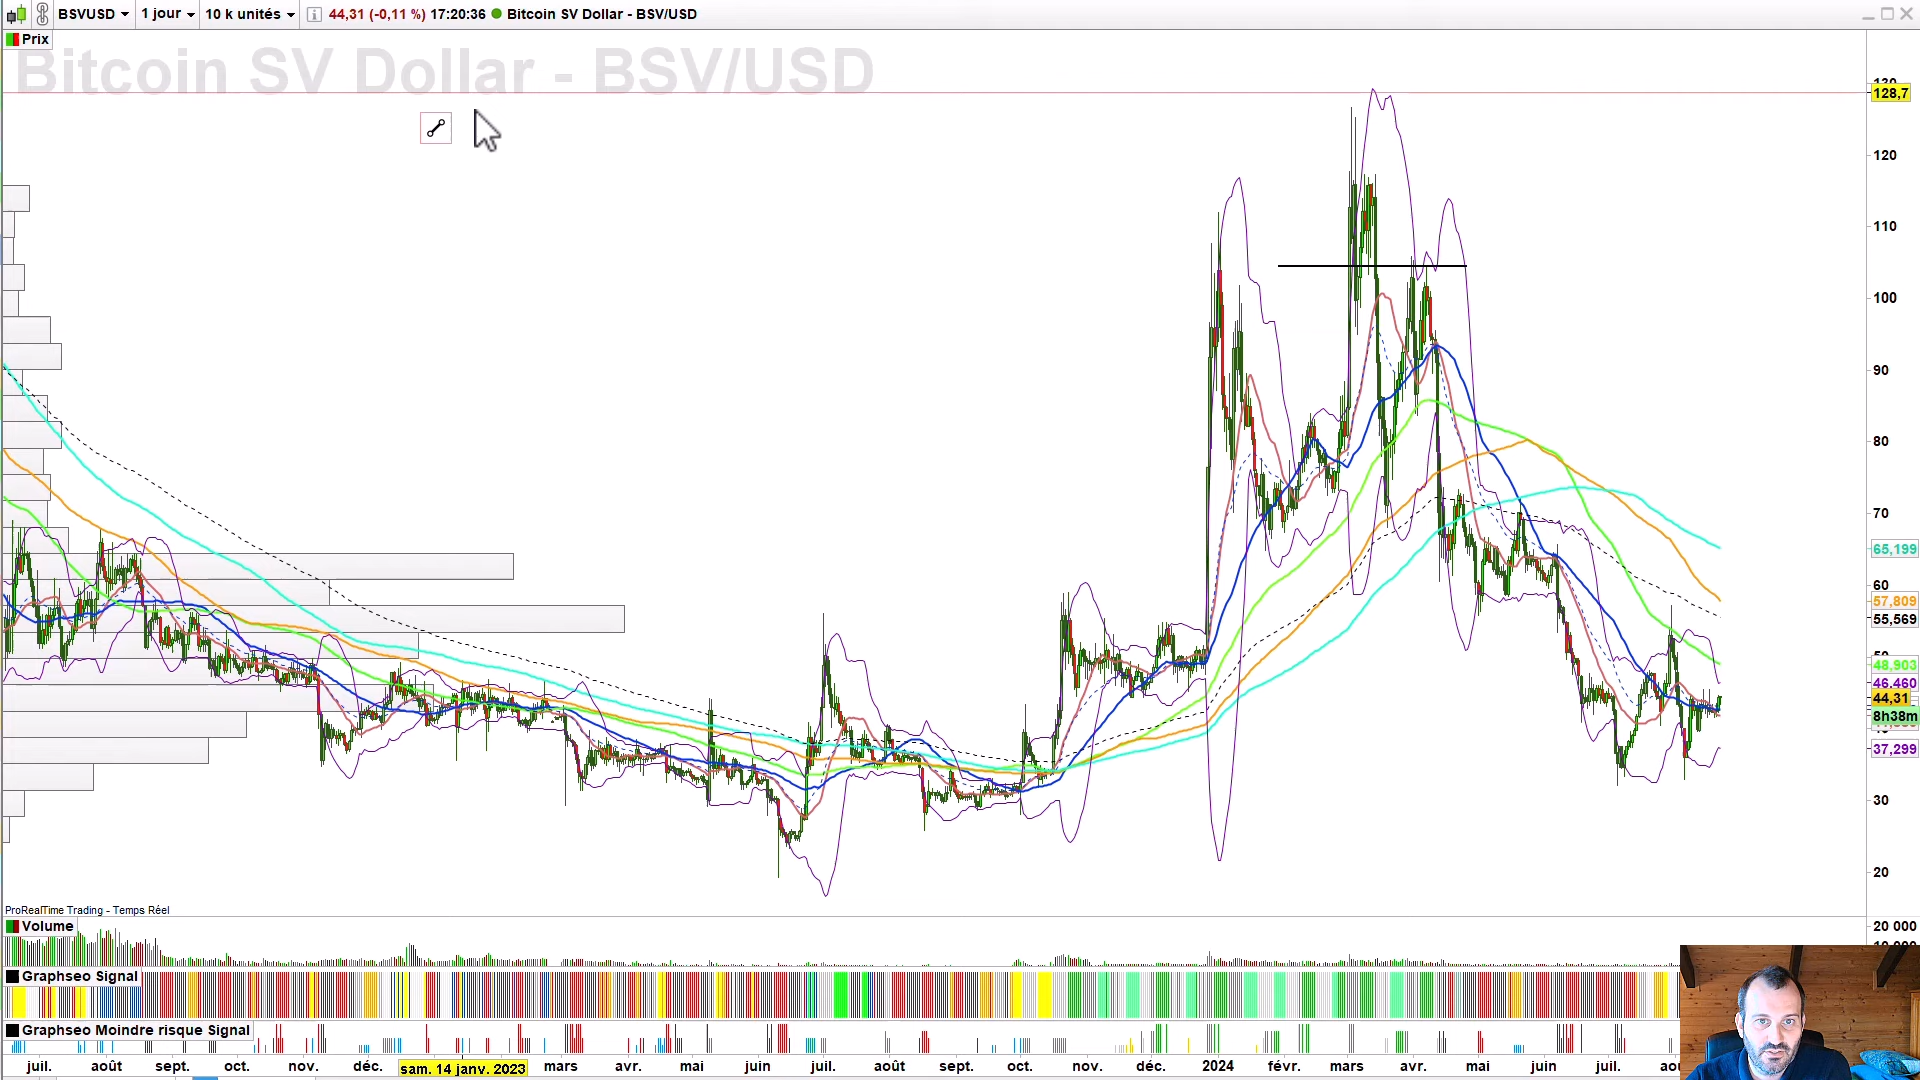 BSVUSD 1 jour 10 k unités 44,31 (-0,11 %) 17:20:36 Bitcoin SV Dollar - BSV/USD
Prix
Bitcoin SV Dollar - BSV/USD
128,7
120
110
100
90
80
70
65,199
60
57,809
55,569
48,903
46,460
44,31
8h38m
37,299
30
20
ProRealTime Trading - Temps Réel
Volume
20 000
Graphseo Signal
Graphseo Moindre risque Signal
juil. août sept. oct. nov. déc. sam. 14 janv. 2023 mars avr. mai juin juil. août sept. oct. nov. déc. 2024 févr. mars avr. mai juin juil.